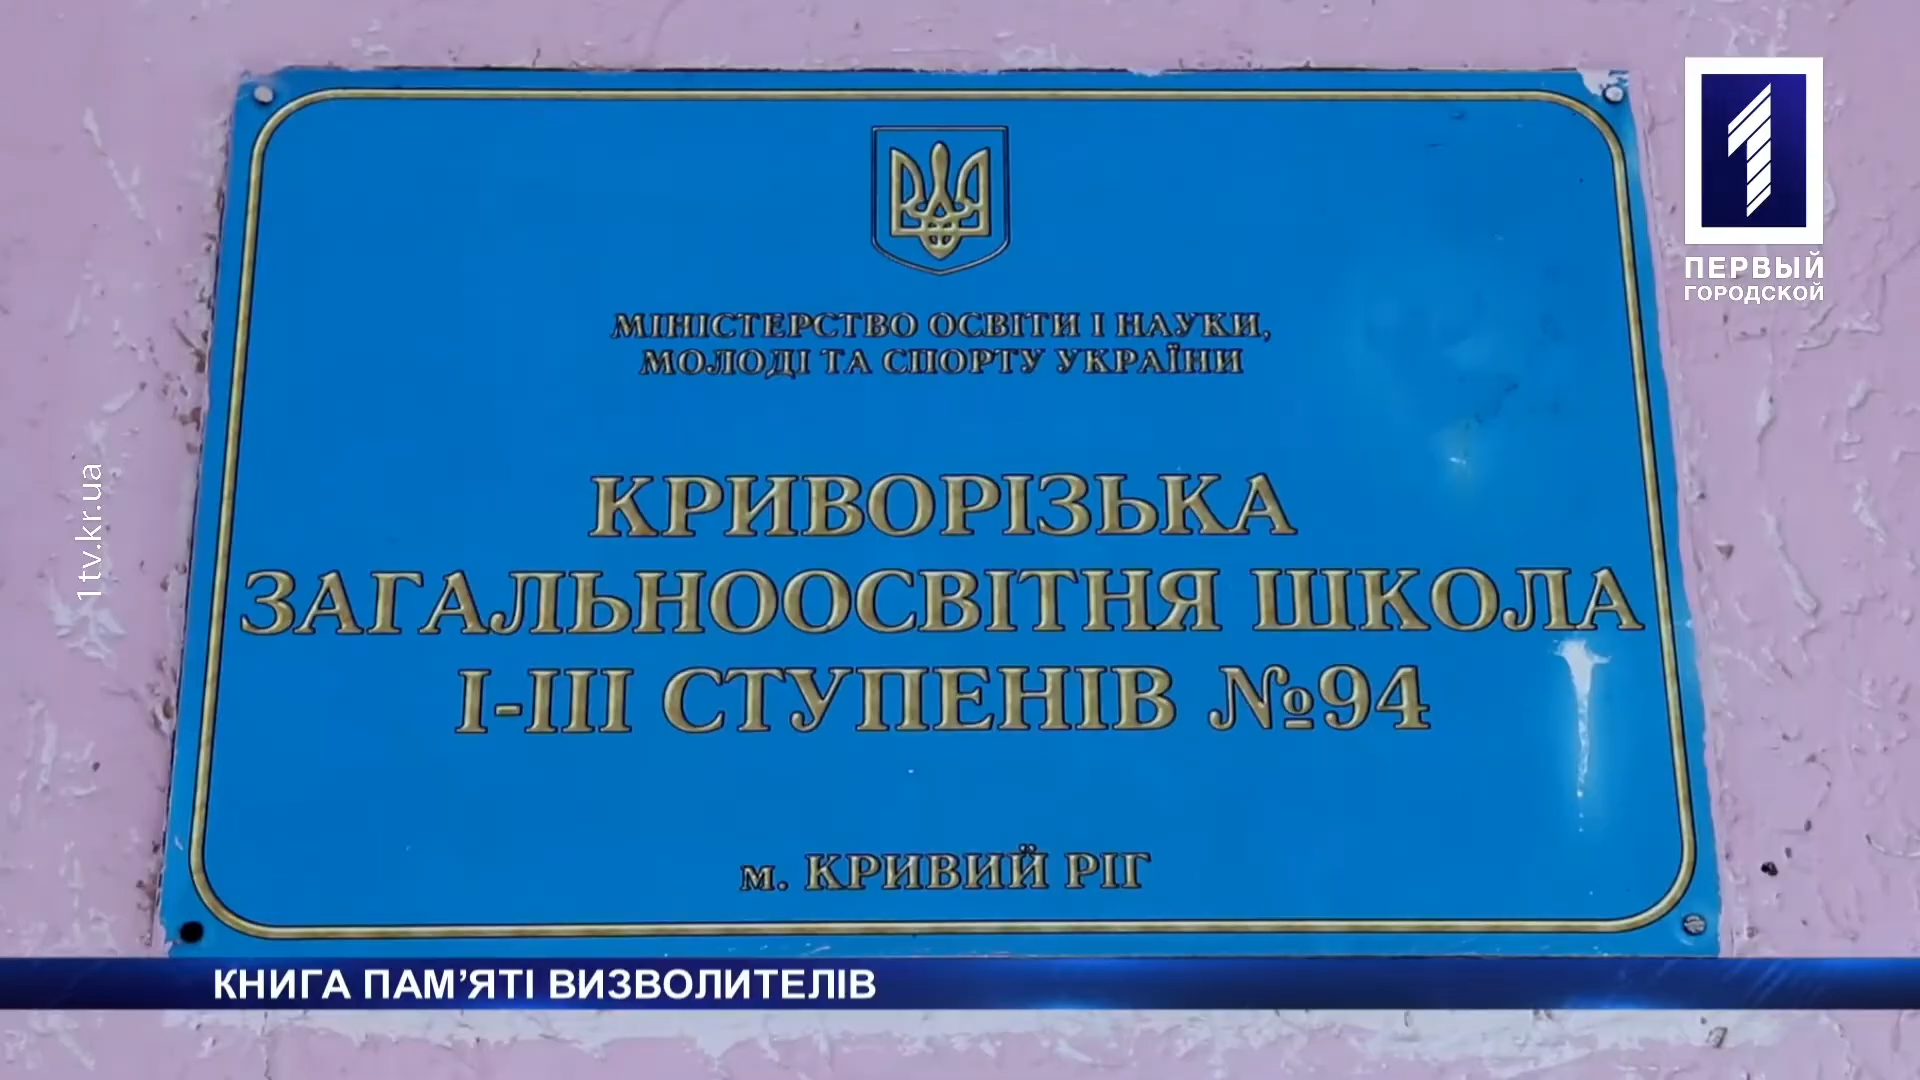 ПЕРВЫЙ
ГОРОДСКОЙ
МІНІСТЕРСТВО ОСВІТИ І НАУКИ,
МОЛОДІ ТА СПОРТУ УКРАЇНИ
КРИВОРІЗЬКА
ЗАГАЛЬНООСВІТНЯ ШКОЛА
І-ІІІ СТУПЕНІВ №94
м. КРИВИЙ РІГ
1tv.kr.ua
КНИГА ПАМ’ЯТІ ВИЗВОЛИТЕЛІВ